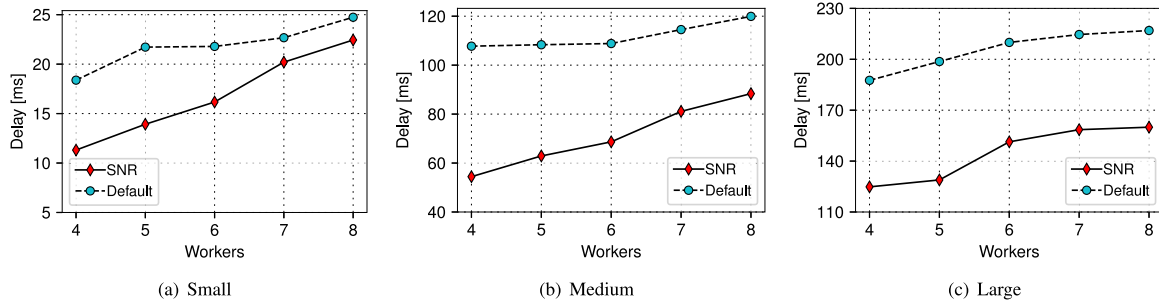 25
20
15
10
5
Delay [ms]
SNR
Default
4 5 6 7 8
Workers
(a) Small
120
100
80
60
40
Delay [ms]
SNR
Default
4 5 6 7 8
Workers
(b) Medium
230
200
170
140
110
Delay [ms]
SNR
Default
4 5 6 7 8
Workers
(c) Large